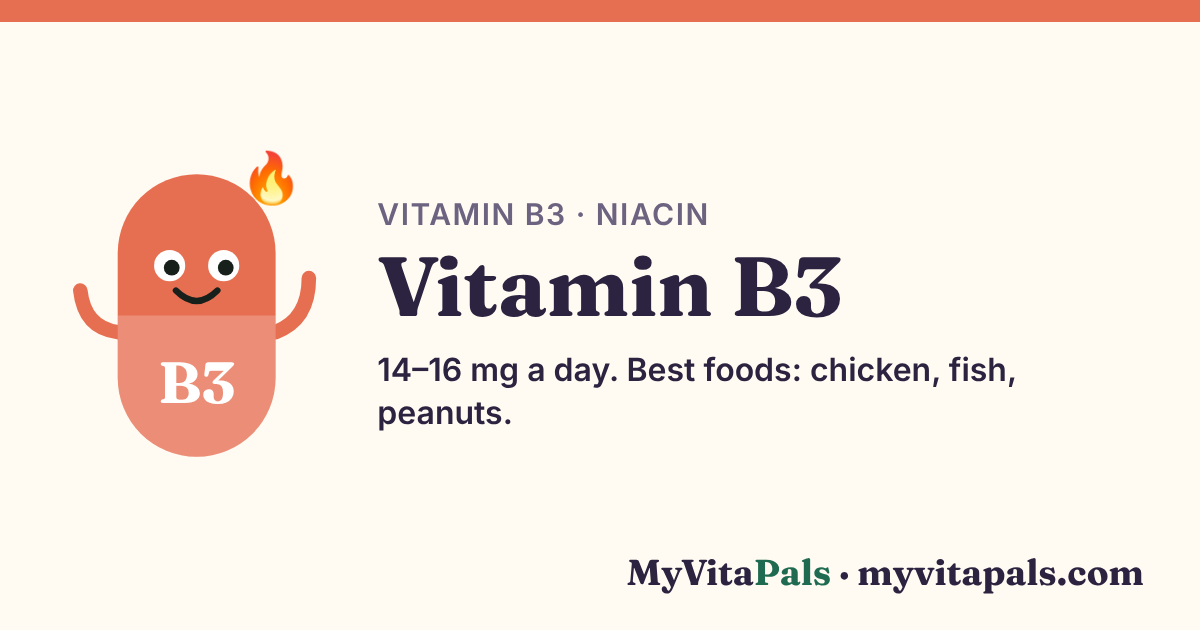 VITAMIN B3 · NIACIN
Vitamin B3
14–16 mg a day. Best foods: chicken, fish,
peanuts.
B3
MyVitaPals · myvitapals.com